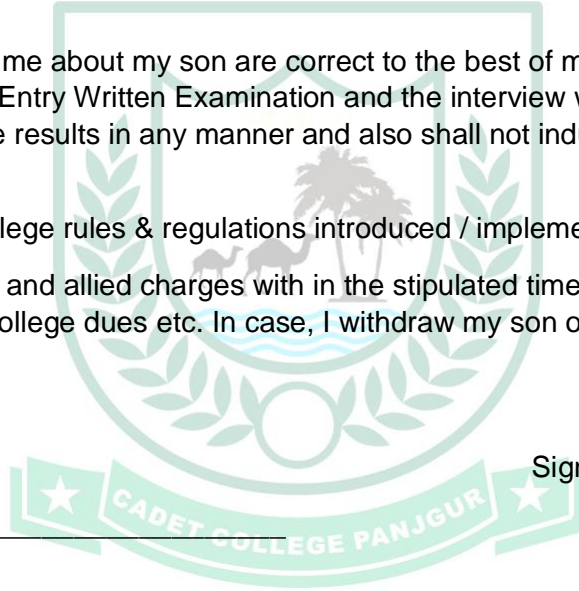 me about my son are correct to the best of m
Entry Written Examination and the interview
e results in any manner and also shall not indu
lege rules & regulations introduced / impleme
and allied charges with in the stipulated time
ollege dues etc. In case, I withdraw my son o
Sign
CADET COLLEGE PANJGUR